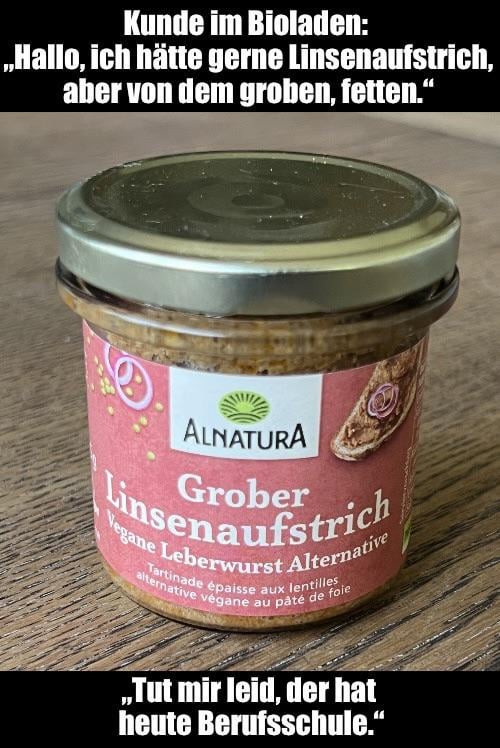 Kunde im Bioladen:
„Hallo, ich hätte gerne Linsenaufstrich,
aber von dem groben, fetten.“
ALNATURA
Grober
Linsenaufstrich
Vegane Leberwurst Alternative
Tartinade épaisse aux lentilles
alternative végane au pâté de foie
„Tut mir leid, der hat
heute Berufsschule.“